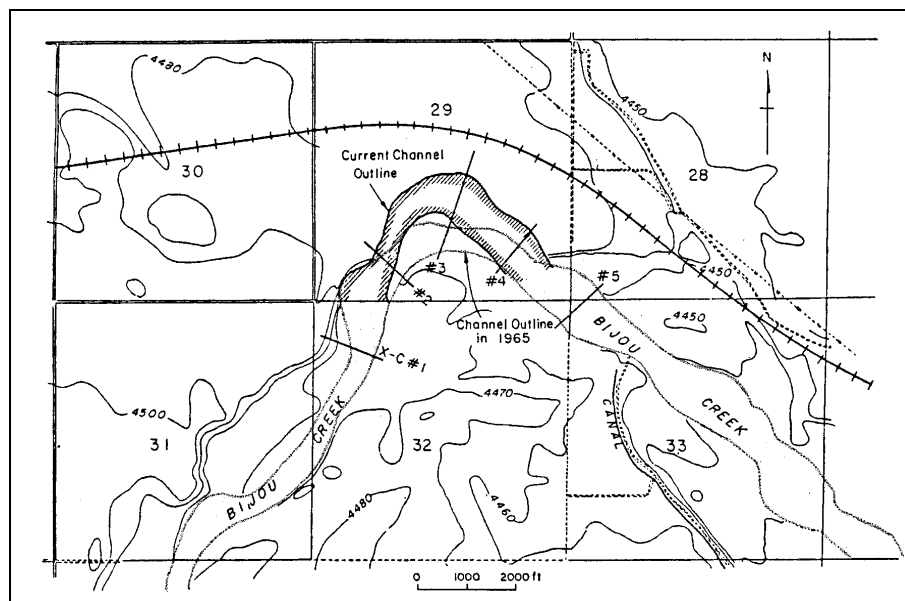 4480
29
N
4450
30
Current Channel
Outline
28
#3
#4
#2
#5
4450
X-C #1
Channel Outline
in 1965
4450
BIJOU
CREEK
4500
31
4470
32
CREEK
CANAL
33
BIJOU
4480
4460
0 1000 2000 ft